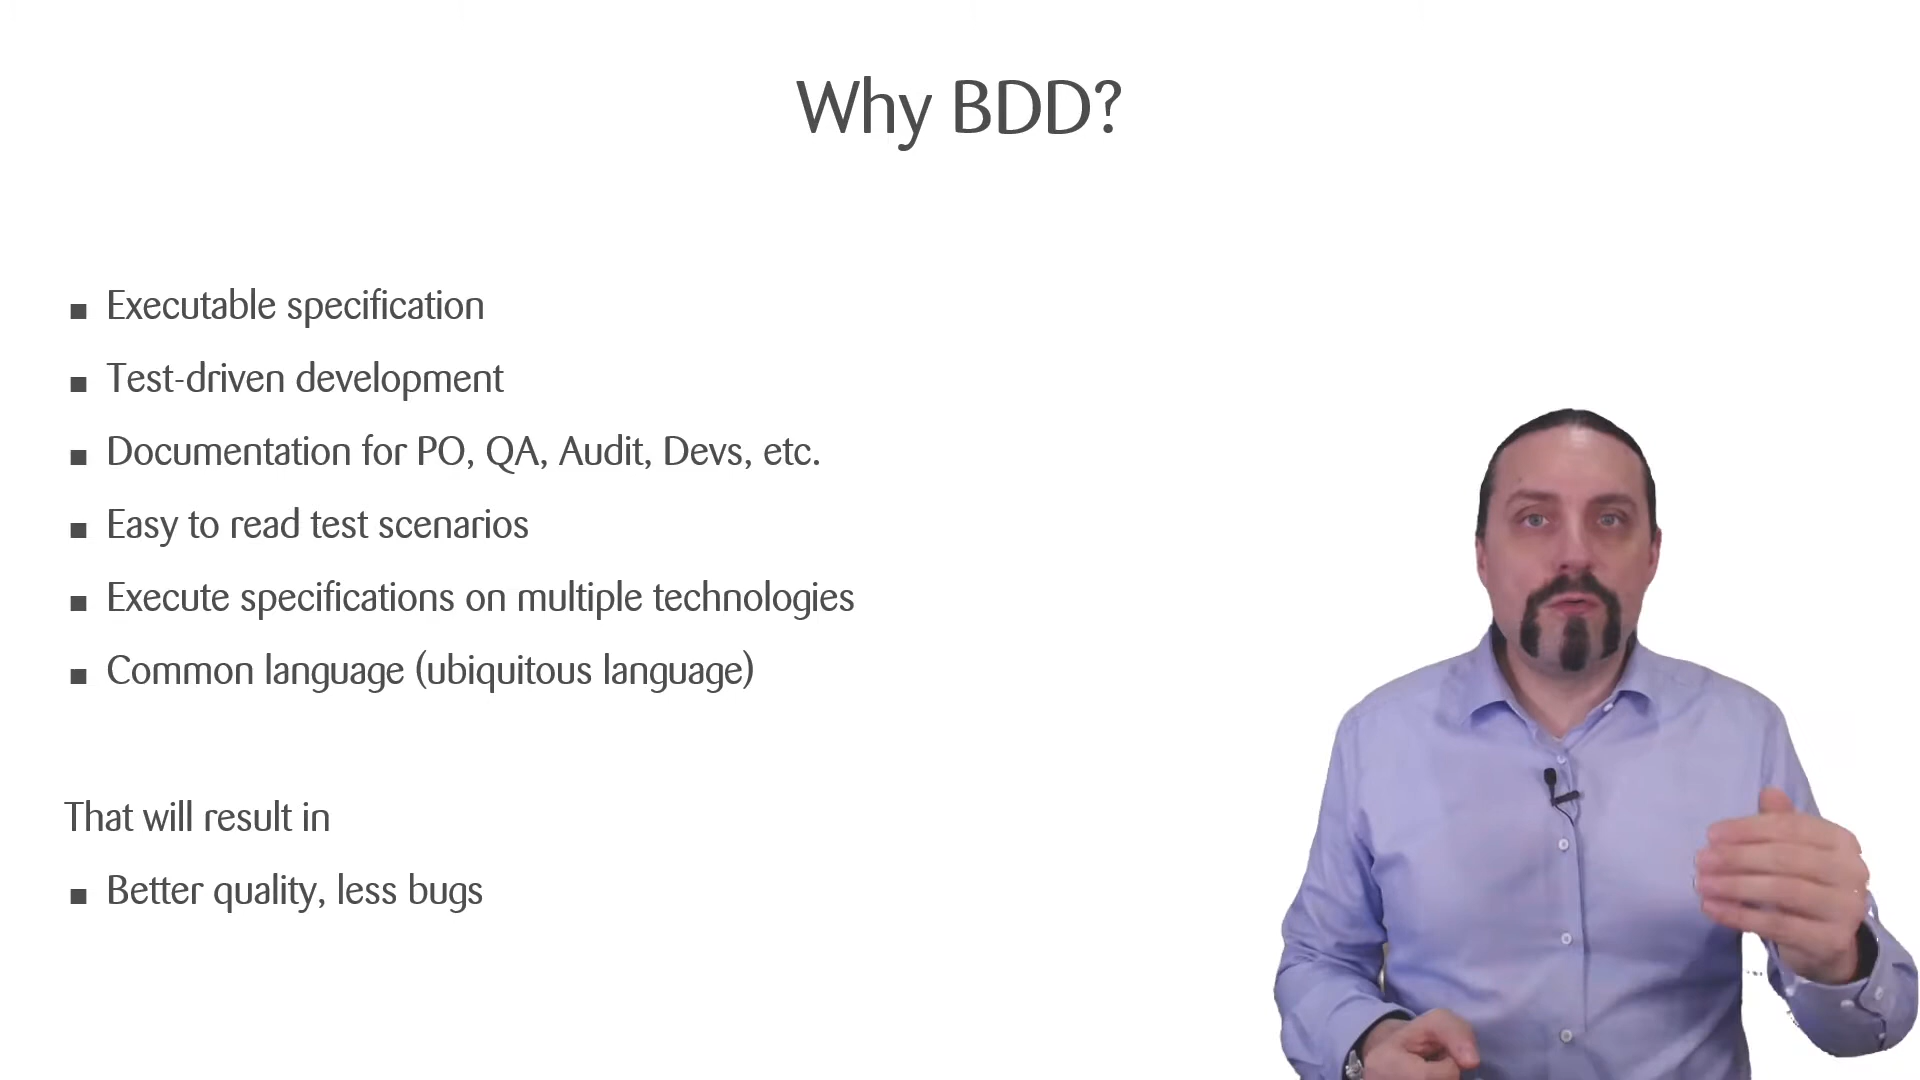 Why BDD?
▪ Executable specification
▪ Test-driven development
▪ Documentation for PO, QA, Audit, Devs, etc.
▪ Easy to read test scenarios
▪ Execute specifications on multiple technologies
▪ Common language (ubiquitous language)
That will result in
▪ Better quality, less bugs